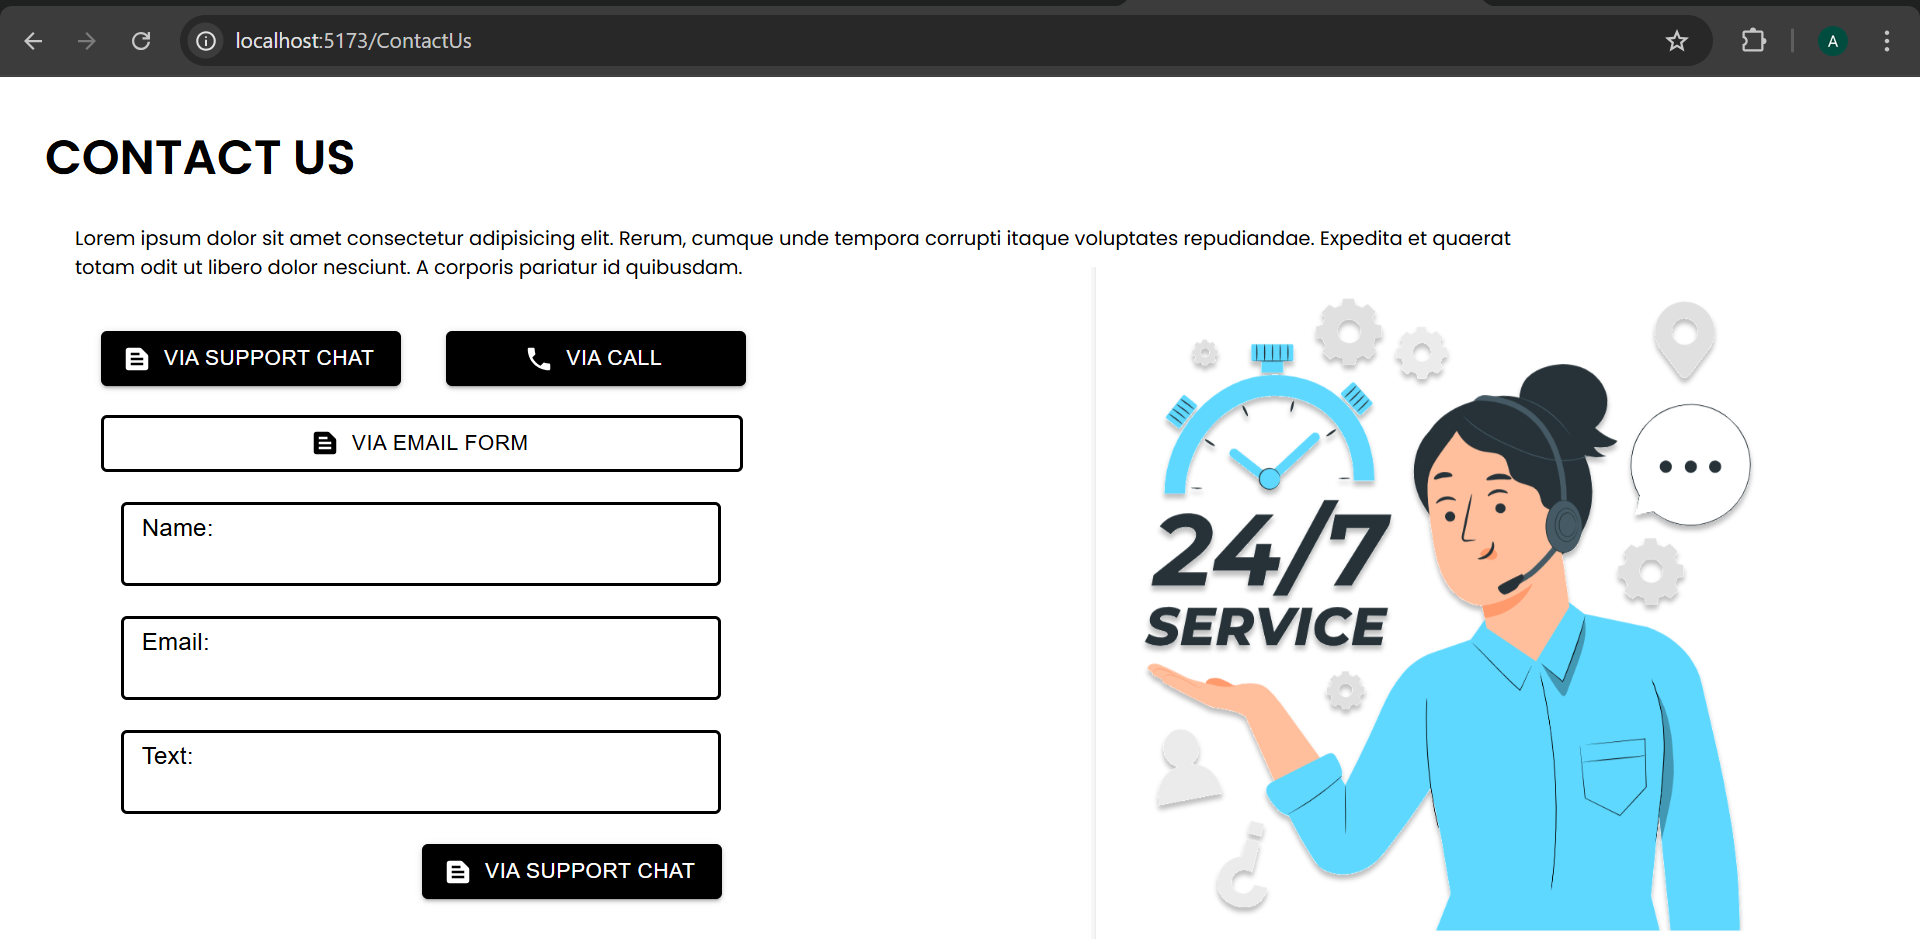 localhost:5173/ContactUs
A
CONTACT US
Lorem ipsum dolor sit amet consectetur adipisicing elit. Rerum, cumque unde tempora corrupti itaque voluptates repudiandae. Expedita et quaerat
totam odit ut libero dolor nesciunt. A corporis pariatur id quibusdam.
VIA SUPPORT CHAT
VIA CALL
VIA EMAIL FORM
Name:
Email:
Text:
VIA SUPPORT CHAT
24/7
SERVICE